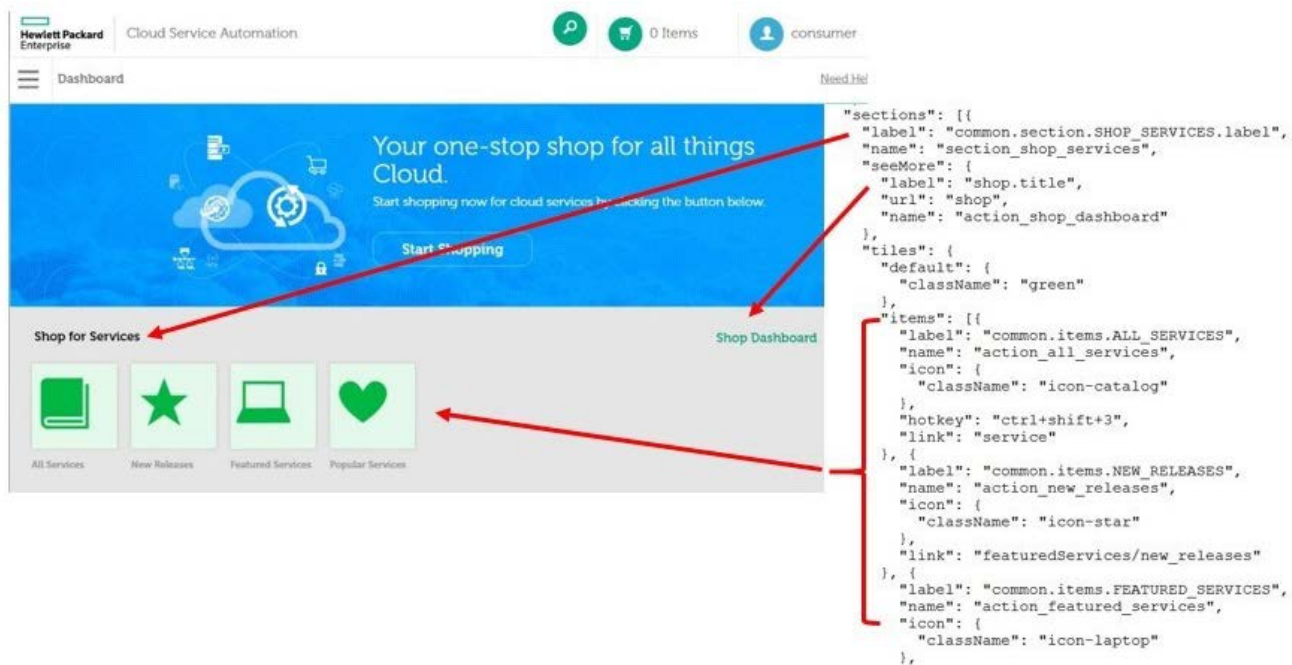 Hewlett Packard
Enterprise
Cloud Service Automation
0 Items
consumer
Dashboard
Need Hel
Your one-stop shop for all things
Cloud.
Start shopping now for cloud services by clicking the button below.
Start Shopping
Shop for Services
Shop Dashboard
All Services
New Releases
Featured Services
Popular Services
"sections": [{
"label": "common.section.SHOP_SERVICES.label",
"name": "section_shop_services",
"seeMore": {
"label": "shop.title",
"url": "shop",
"name": "action_shop_dashboard"
},
"tiles": {
"default": {
"className": "green"
},
"items": [{
"label": "common.items.ALL_SERVICES",
"name": "action_all_services",
"icon": {
"className": "icon-catalog"
},
"hotkey": "ctrl+shift+3",
"link": "service"
}, {
"label": "common.items.NEW_RELEASES",
"name": "action_new_releases",
"icon": {
"className": "icon-star"
},
"link": "featuredServices/new_releases"
}, {
"label": "common.items.FEATURED_SERVICES",
"name": "action_featured_services",
"icon": {
"className": "icon-laptop"
},